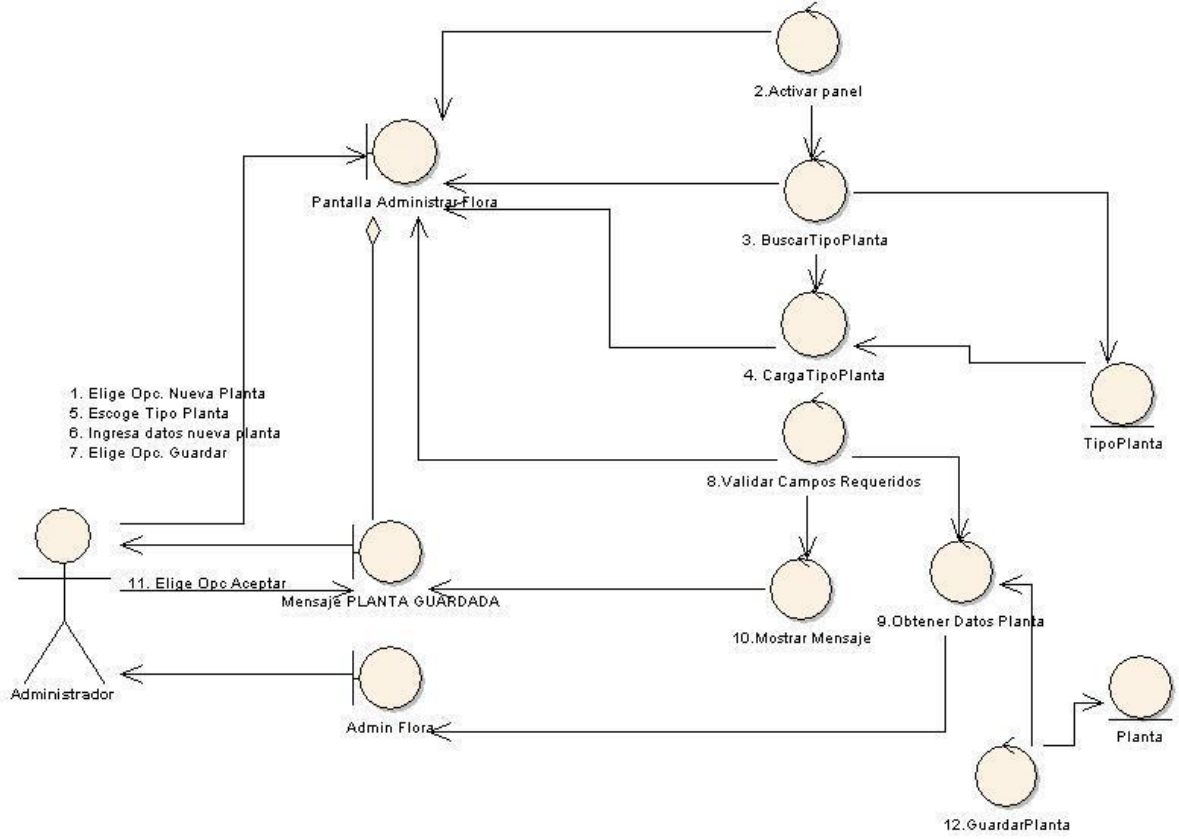 2.Activar panel
Pantalla Administrar Flora
3. BuscarTipoPlanta
4. CargaTipoPlanta
1. Elige Opc. Nueva Planta
5. Escoge Tipo Planta
6. Ingresa datos nueva planta
7. Elige Opc. Guardar
TipoPlanta
8.Validar Campos Requeridos
11. Elige Opc Aceptar
Mensaje PLANTA GUARDADA
10.Mostrar Mensaje
9.Obtener Datos Planta
Administrador
Admin Flora
Planta
12.GuardarPlanta